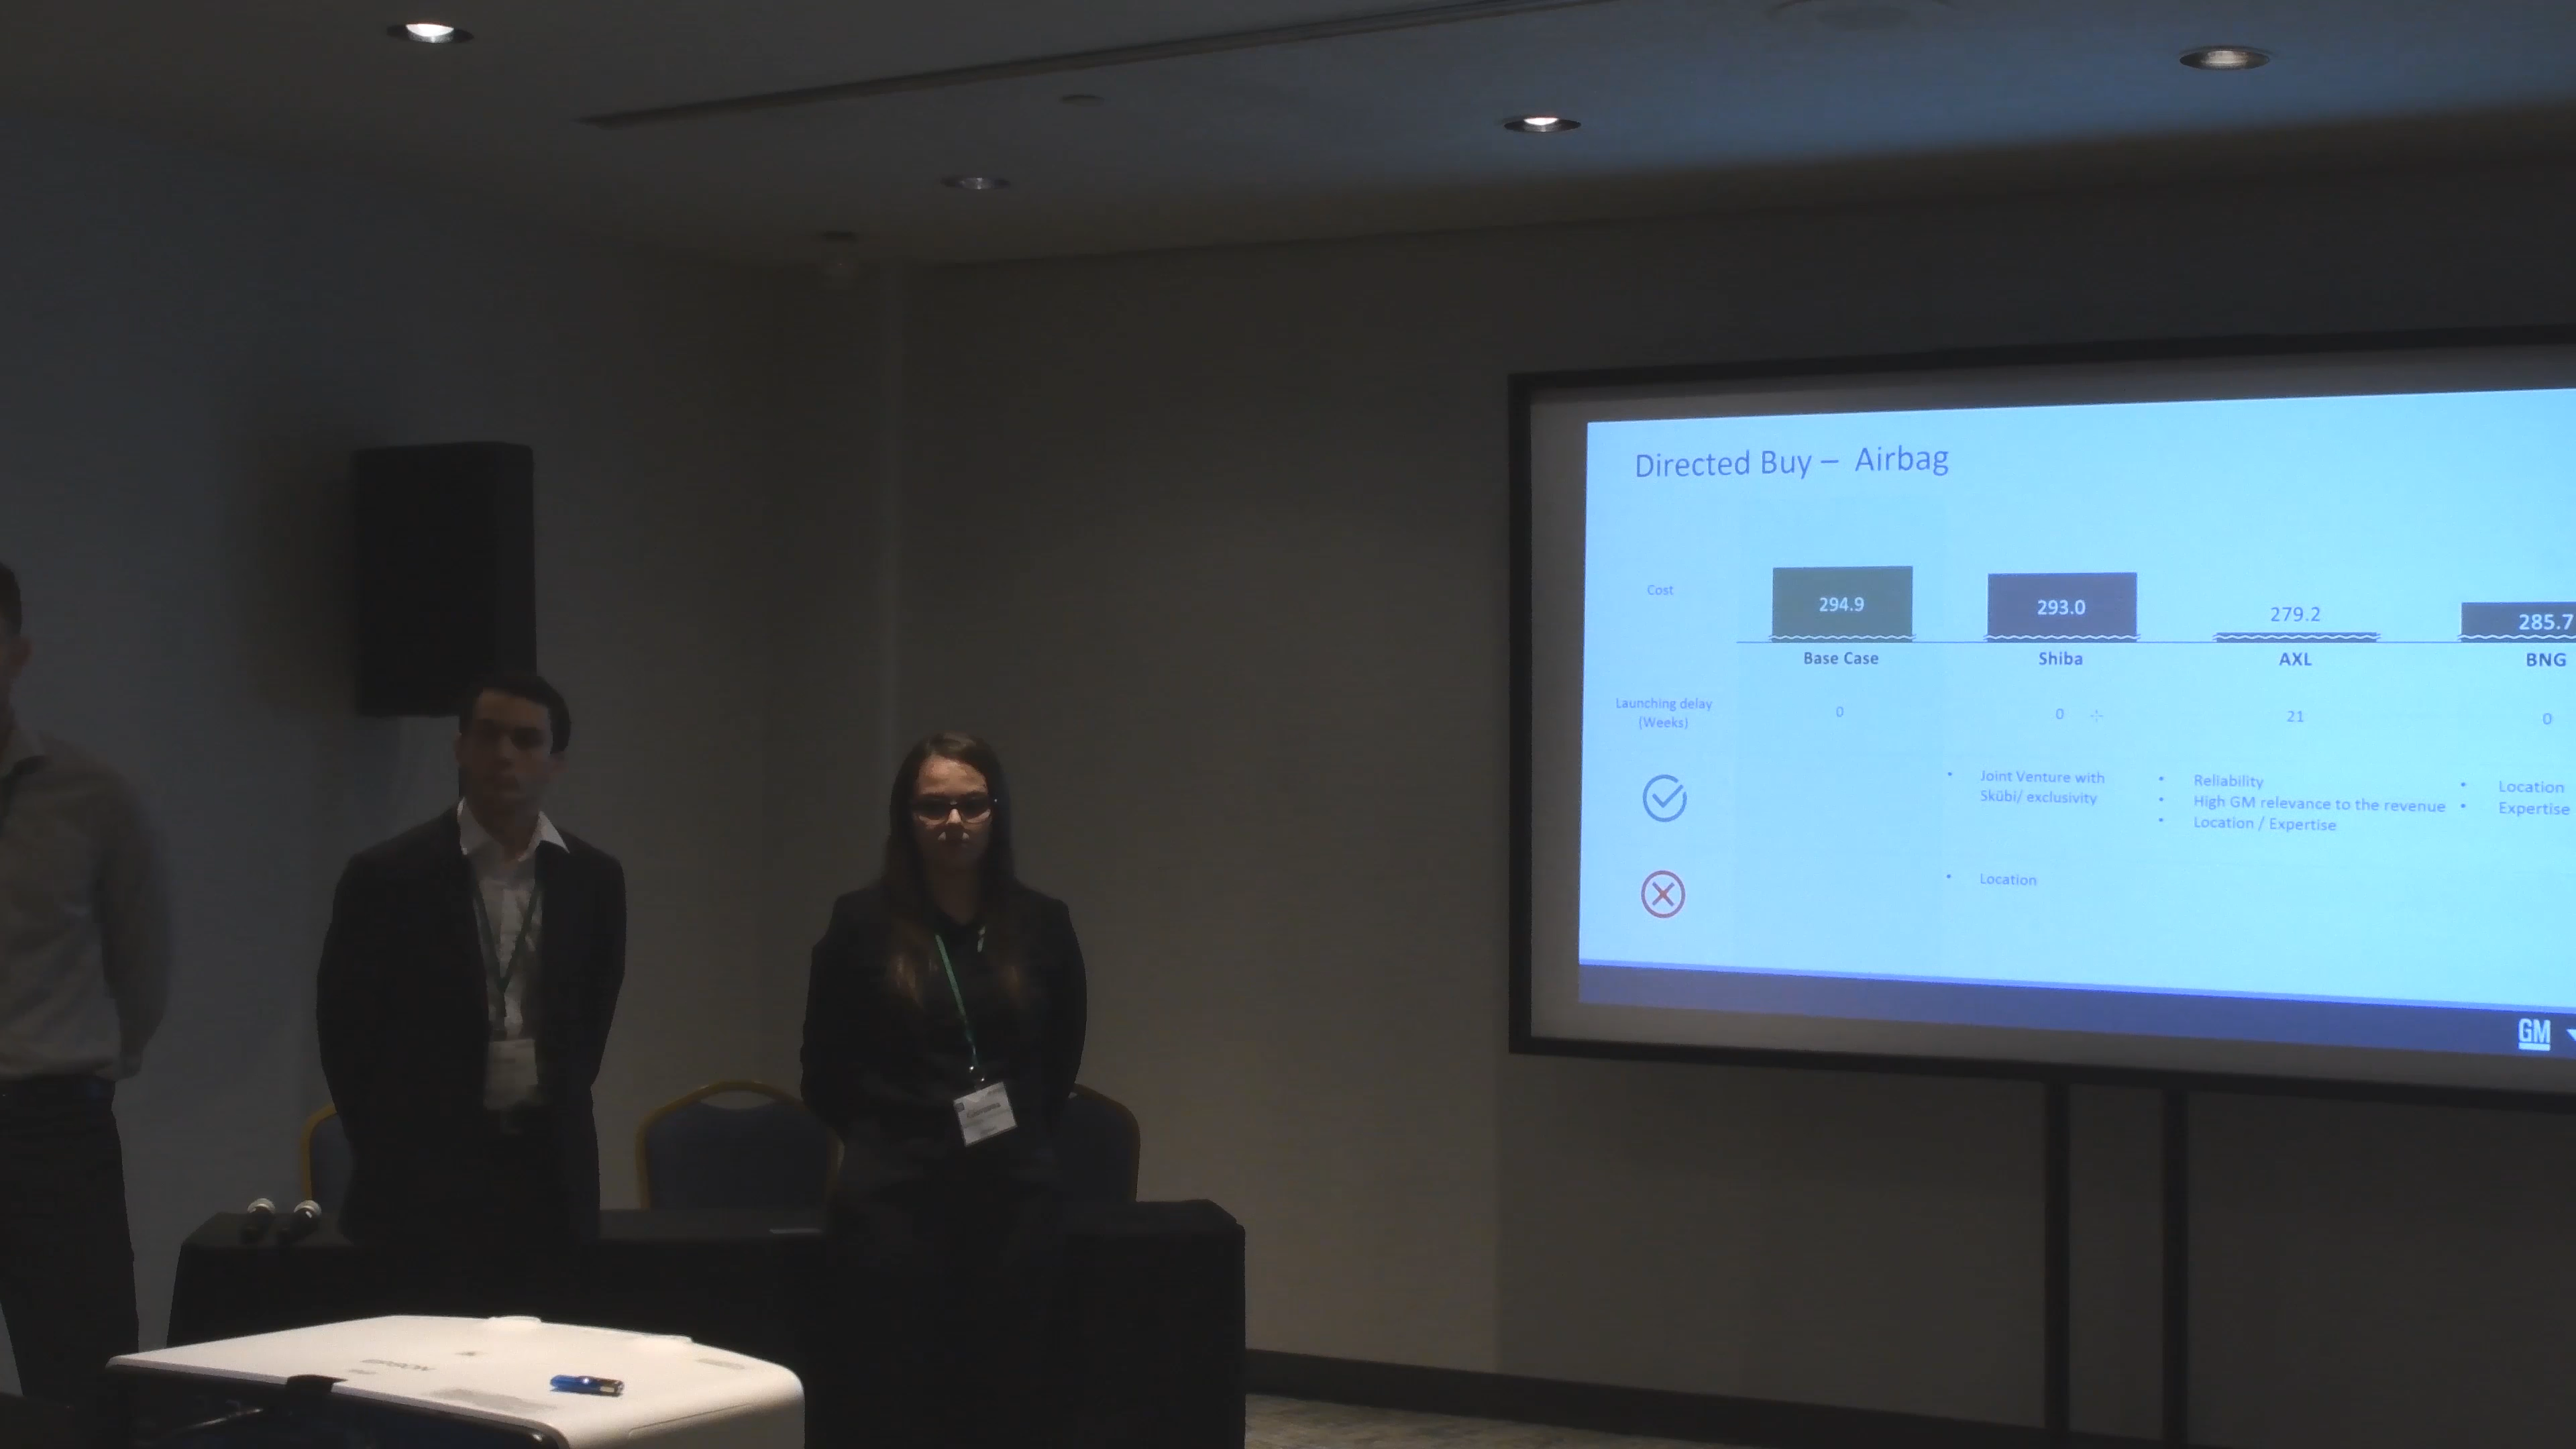 Directed Buy – Airbag
Cost
294.9
293.0
279.2
285.7
Base Case
Shiba
AXL
BNG
Launching delay
(Weeks)
0
0
21
0
• Joint Venture with
Skübi/ exclusivity
• Reliability
• High GM relevance to the revenue
• Location / Expertise
• Location
• Expertise
• Location
GM
EPSON